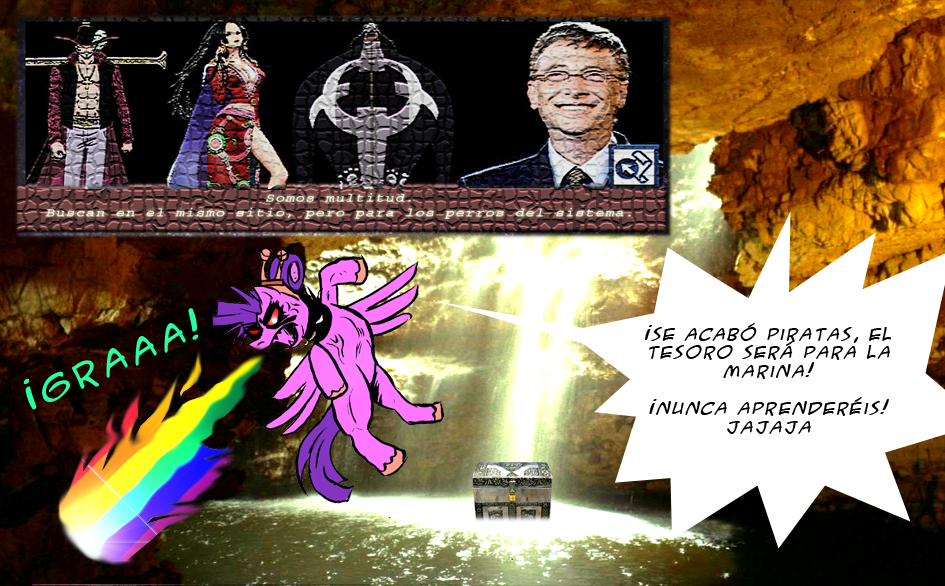 Somos multitud.
Buscan en el mismo sitio, pero para los perros del sistema.
¡GRAAA!
¡SE ACABÓ PIRATAS, EL
TESORO SERÁ PARA LA
MARINA!
¡NUNCA APRENDERÉIS!
JAJAJA